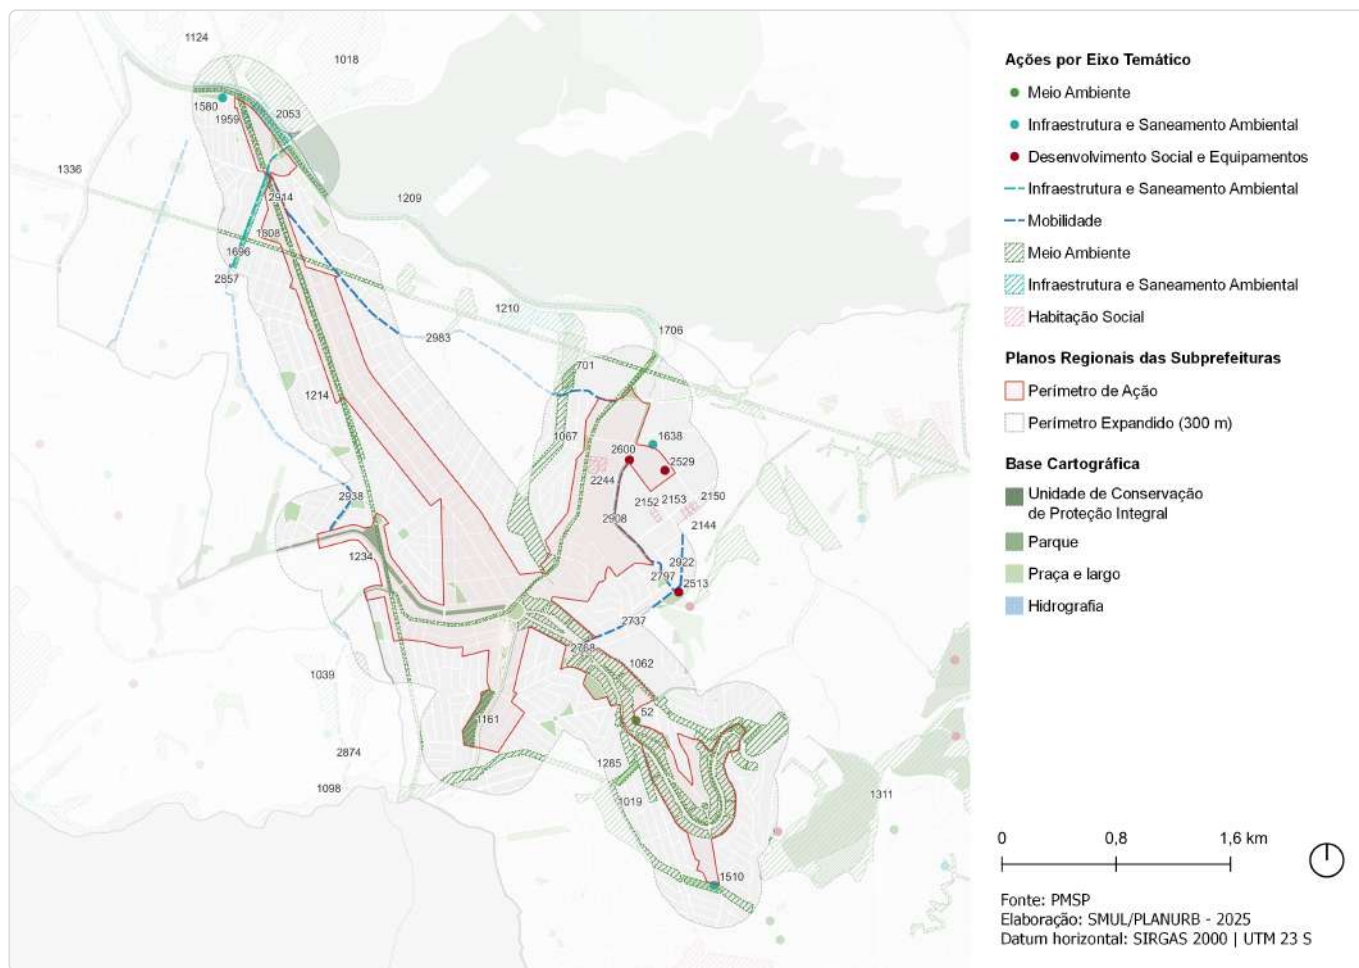 1124
1018
1580
1959
2053
1336
1209
2914
1808
1696
2857
1210
2983
1706
701
1214
1067
1638
2600
2529
2244
2938
2152 2153 2150
2908
2144
1234
2922
2797
2513
2737
2768
1062
1039
52
1161
2874
1285
1098
1019
1311
1510
Ações por Eixo Temático
Meio Ambiente
Infraestrutura e Saneamento Ambiental
Desenvolvimento Social e Equipamentos
Infraestrutura e Saneamento Ambiental
Mobilidade
Meio Ambiente
Infraestrutura e Saneamento Ambiental
Habitação Social
Planos Regionais das Subprefeituras
Perímetro de Ação
Perímetro Expandido (300 m)
Base Cartográfica
Unidade de Conservação
de Proteção Integral
Parque
Praça e largo
Hidrografia
0 0,8 1,6 km
Fonte: PMSP
Elaboração: SMUL/PLANURB - 2025
Datum horizontal: SIRGAS 2000 | UTM 23 S